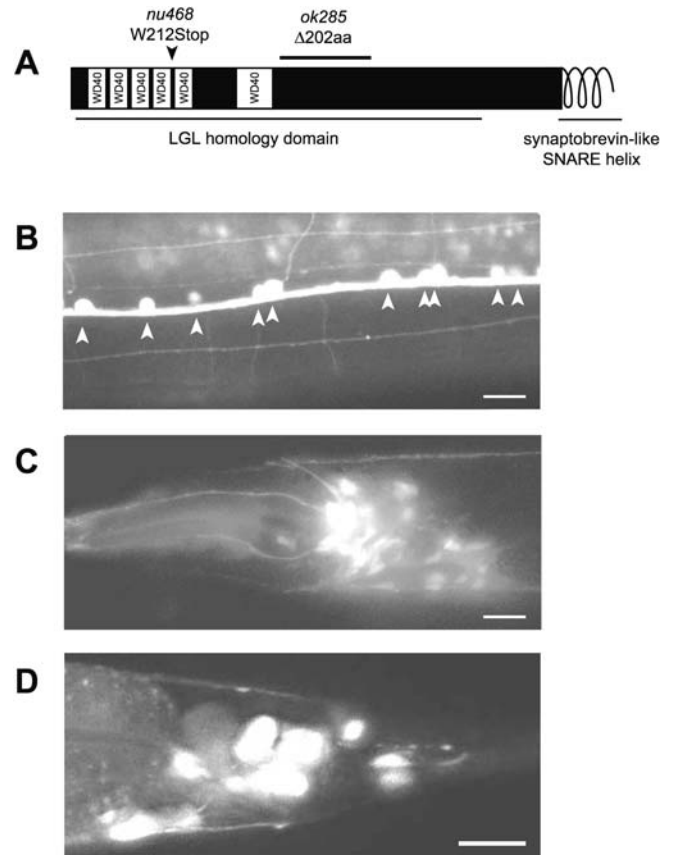 nu468
W212Stop
ok285
Δ202aa
A
WD40
WD40
WD40
WD40
WD40
WD40
LGL homology domain
synaptobrevin-like
SNARE helix
B
C
D